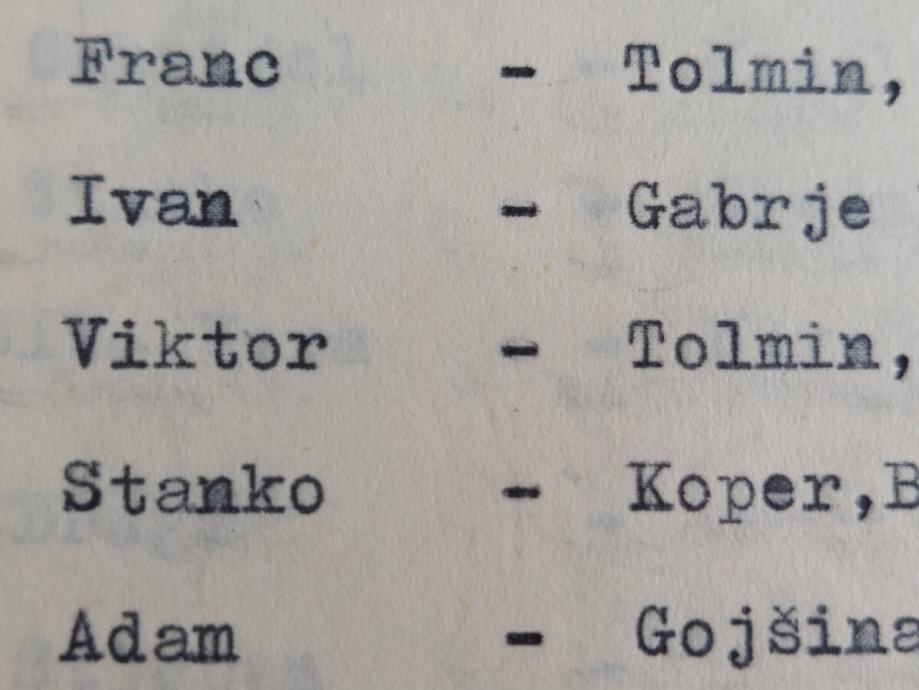 Franc - Tolmin,
Ivan - Gabrje
Viktor - Tolmin,
Stanko - Koper,B
Adam - Gojšina